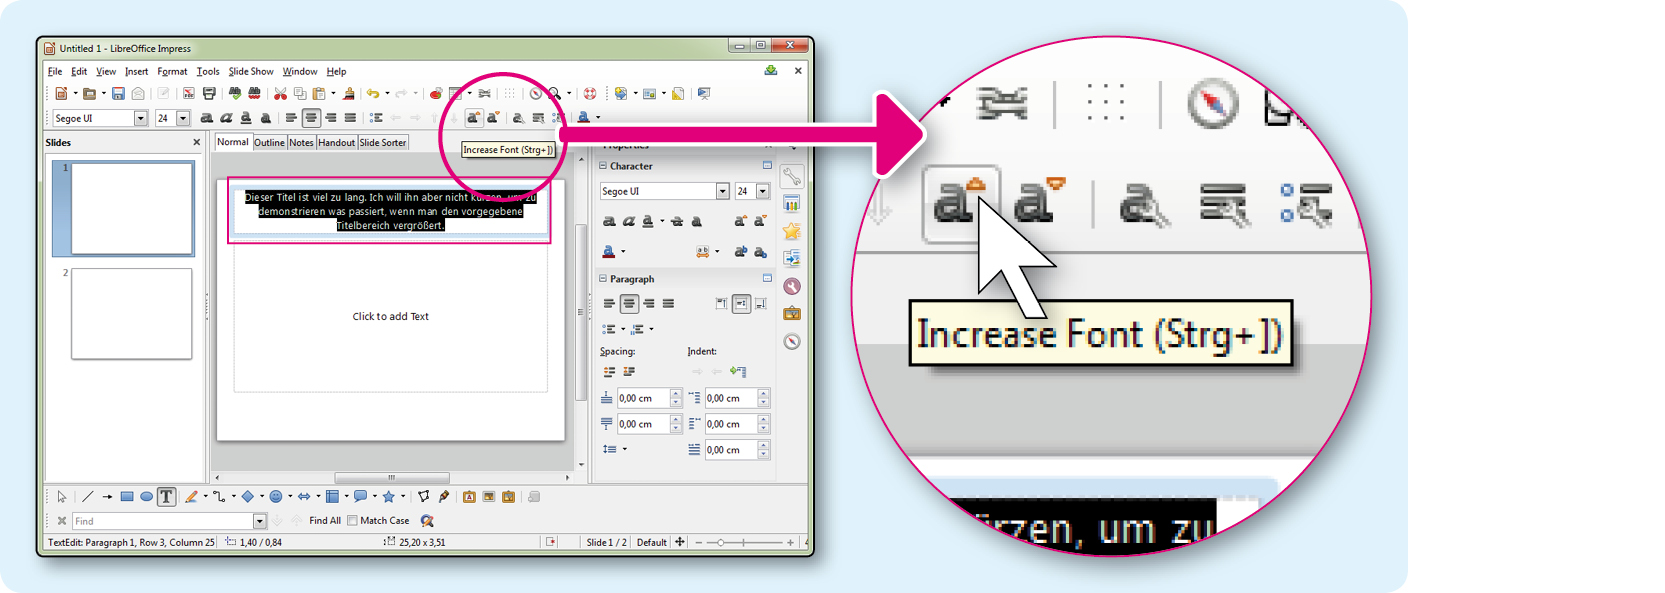 Untitled 1 - LibreOffice Impress
File Edit View Insert Format Tools Slide Show Window Help
Segoe UI 24
Increase Font (Strg+])
Slides
Normal Outline Notes Handout Slide Sorter
1
2
Dieser Titel ist viel zu lang. Ich will ihn aber nicht kürzen, um zu
demonstrieren was passiert, wenn man den vorgegebene
Titelbereich vergrößert.
Click to add Text
Properties
Character
Segoe UI 24
Paragraph
Spacing: Indent:
0,00 cm 0,00 cm
0,00 cm 0,00 cm
0,00 cm
Find Find All Match Case
TextEdit: Paragraph 1, Row 3, Column 25 1,40 / 0,84 25,20 x 3,51 Slide 1 / 2 Default
Increase Font (Strg+])
ürzen, um zu